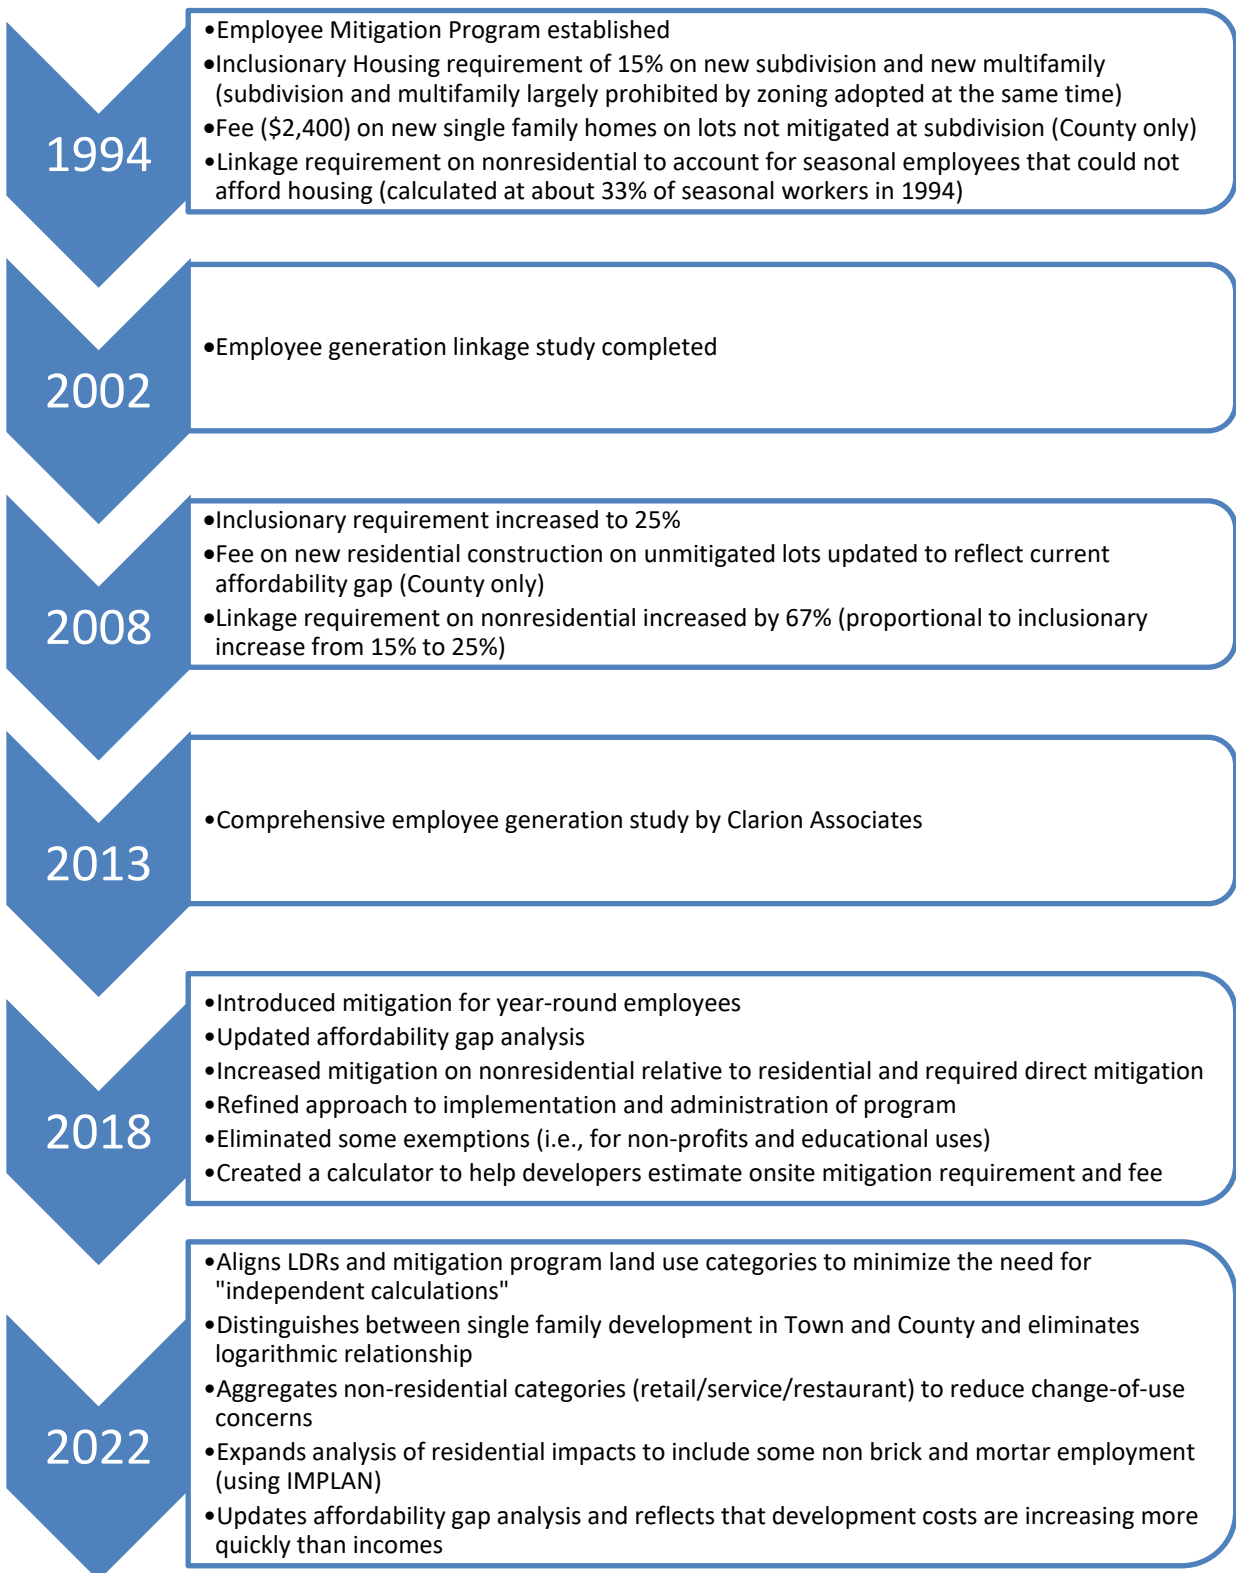 1994
•Employee Mitigation Program established
•Inclusionary Housing requirement of 15% on new subdivision and new multifamily
(subdivision and multifamily largely prohibited by zoning adopted at the same time)
•Fee ($2,400) on new single family homes on lots not mitigated at subdivision (County only)
•Linkage requirement on nonresidential to account for seasonal employees that could not
afford housing (calculated at about 33% of seasonal workers in 1994)
2002
•Employee generation linkage study completed
2008
•Inclusionary requirement increased to 25%
•Fee on new residential construction on unmitigated lots updated to reflect current
affordability gap (County only)
•Linkage requirement on nonresidential increased by 67% (proportional to inclusionary
increase from 15% to 25%)
2013
•Comprehensive employee generation study by Clarion Associates
2018
•Introduced mitigation for year-round employees
•Updated affordability gap analysis
•Increased mitigation on nonresidential relative to residential and required direct mitigation
•Refined approach to implementation and administration of program
•Eliminated some exemptions (i.e., for non-profits and educational uses)
•Created a calculator to help developers estimate onsite mitigation requirement and fee
2022
•Aligns LDRs and mitigation program land use categories to minimize the need for
"independent calculations"
•Distinguishes between single family development in Town and County and eliminates
logarithmic relationship
•Aggregates non-residential categories (retail/service/restaurant) to reduce change-of-use
concerns
•Expands analysis of residential impacts to include some non brick and mortar employment
(using IMPLAN)
•Updates affordability gap analysis and reflects that development costs are increasing more
quickly than incomes